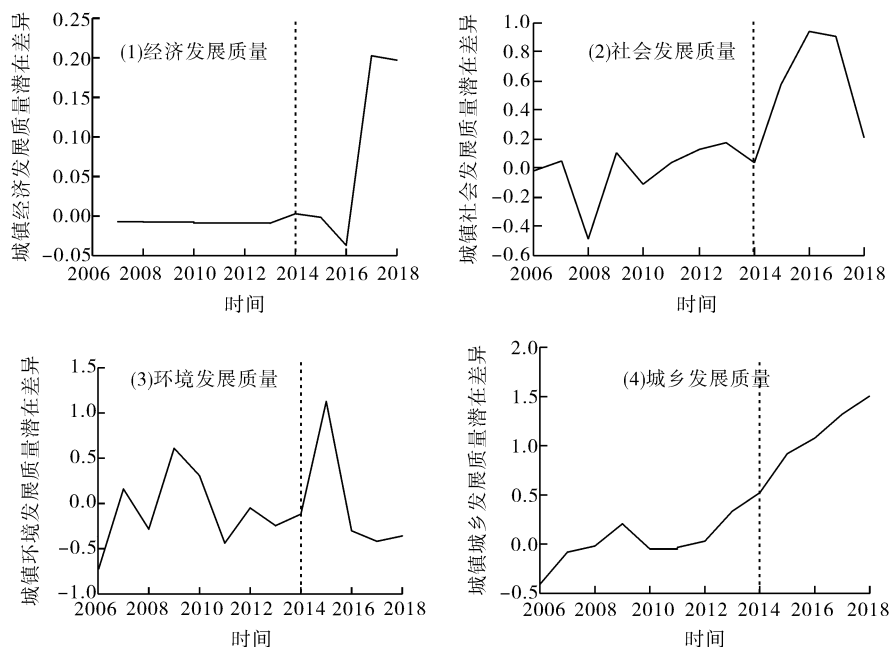 城镇经济发展质量潜在差异
(1)经济发展质量
0.25
0.20
0.15
0.10
0.05
0.00
-0.05
2006 2008 2010 2012 2014 2016 2018
时间
城镇社会发展质量潜在差异
(2)社会发展质量
1.0
0.8
0.6
0.4
0.2
0.0
-0.2
-0.4
-0.6
2006 2008 2010 2012 2014 2016 2018
时间
城镇环境发展质量潜在差异
(3)环境发展质量
1.5
1.0
0.5
0.0
-0.5
-1.0
2006 2008 2010 2012 2014 2016 2018
时间
城镇城乡发展质量潜在差异
(4)城乡发展质量
2.0
1.5
1.0
0.5
0.0
-0.5
2006 2008 2010 2012 2014 2016 2018
时间